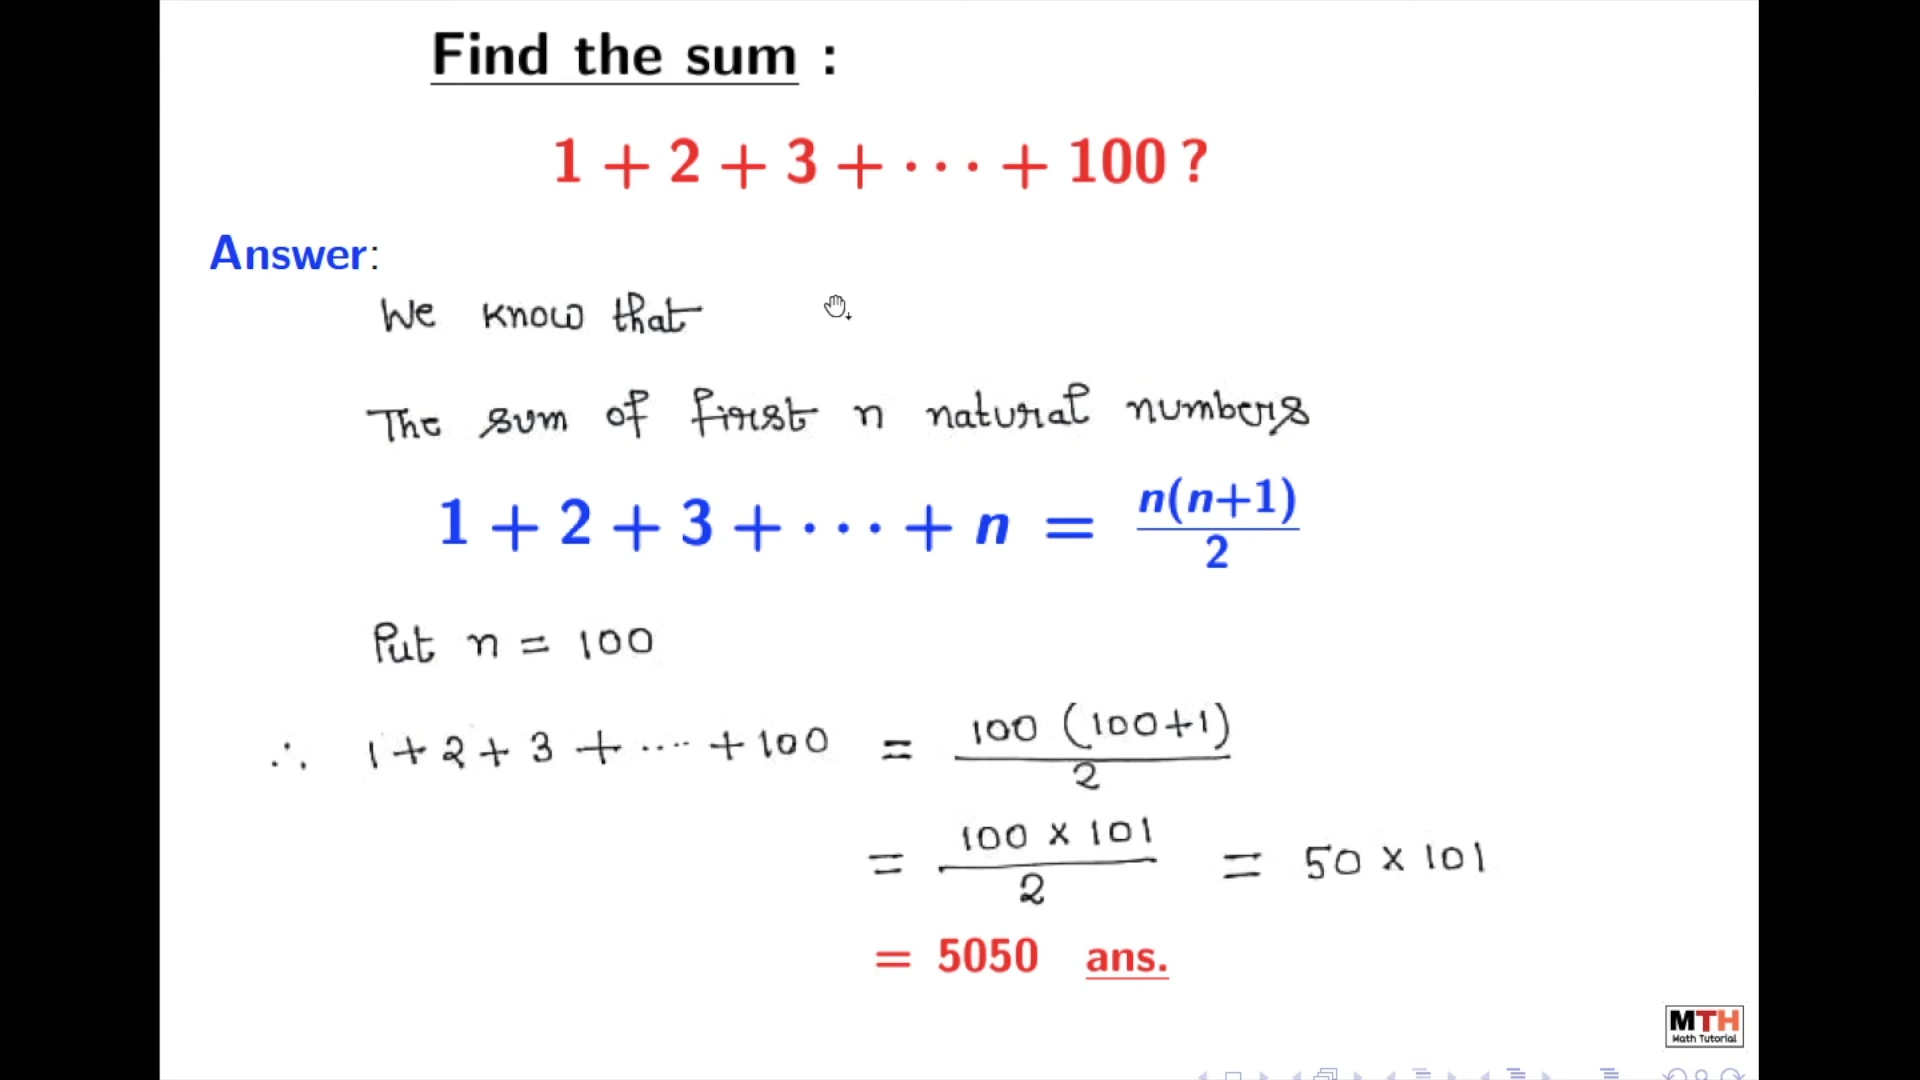 Find the sum :
1 + 2 + 3 + · · · + 100 ?
Answer:
We know that
The sum of first n natural numbers
1 + 2 + 3 + · · · + n = n(n+1)/2
Put n = 100
∴ 1 + 2 + 3 + ····· + 100 = 100 (100+1)/2
= 100 × 101/2 = 50 × 101
= 5050 ans.
MTH
Math Tutorial